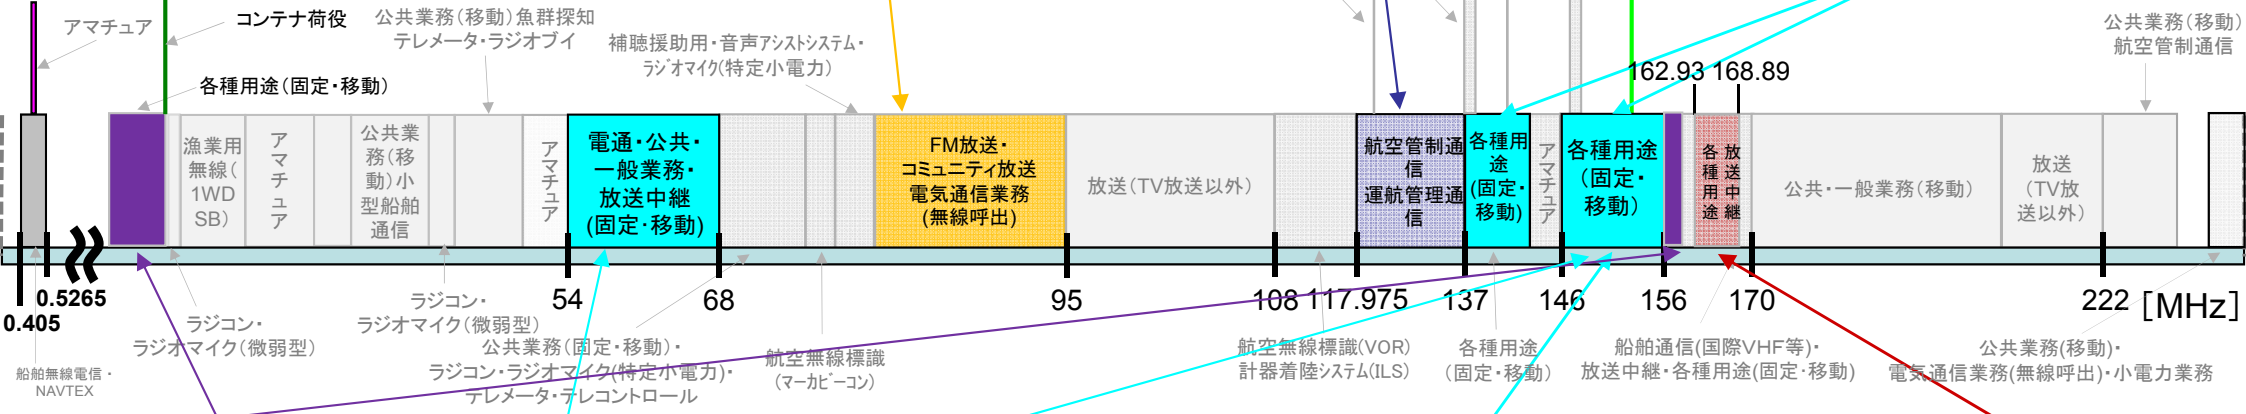 アマチュア
コンテナ荷役
公共業務(移動)魚群探知
テレメータ・ラジオブイ
補聴援助用・音声アシストシステム・
ラジオマイク(特定小電力)
公共業務(移動)
航空管制通信
各種用途(固定・移動)
162.93 168.89
漁業用
無線(
1WD
SB)
アマチュア
公共業
務(移
動)小
型船舶
通信
アマチュア
電通・公共・
一般業務・
放送中継
(固定・移動)
FM放送・
コミュニティ放送
電気通信業務
(無線呼出)
放送(TV放送以外)
航空管制通
信
運航管理通
信
各種用
途
(固定・
移動)
アマチュア
各種用途
(固定・
移動)
放送中継
各種用途
公共・一般業務(移動)
放送
(TV放
送以外)
0.405
0.5265
54
68
95
108
117.975
137
146
156
170
222
[MHz]
船舶無線電信・
NAVTEX
ラジコン・
ラジオマイク(微弱型)
ラジコン・
ラジオマイク(微弱型)
公共業務(固定・移動)・
ラジコン・ラジオマイク(特定小電力)・
テレメータ・テレコントロール
航空無線標識
(マーカビーコン)
航空無線標識(VOR)
計器着陸システム(ILS)
各種用途
(固定・移動)
船舶通信(国際VHF等)・
放送中継・各種用途(固定・移動)
公共業務(移動)・
電気通信業務(無線呼出)・小電力業務